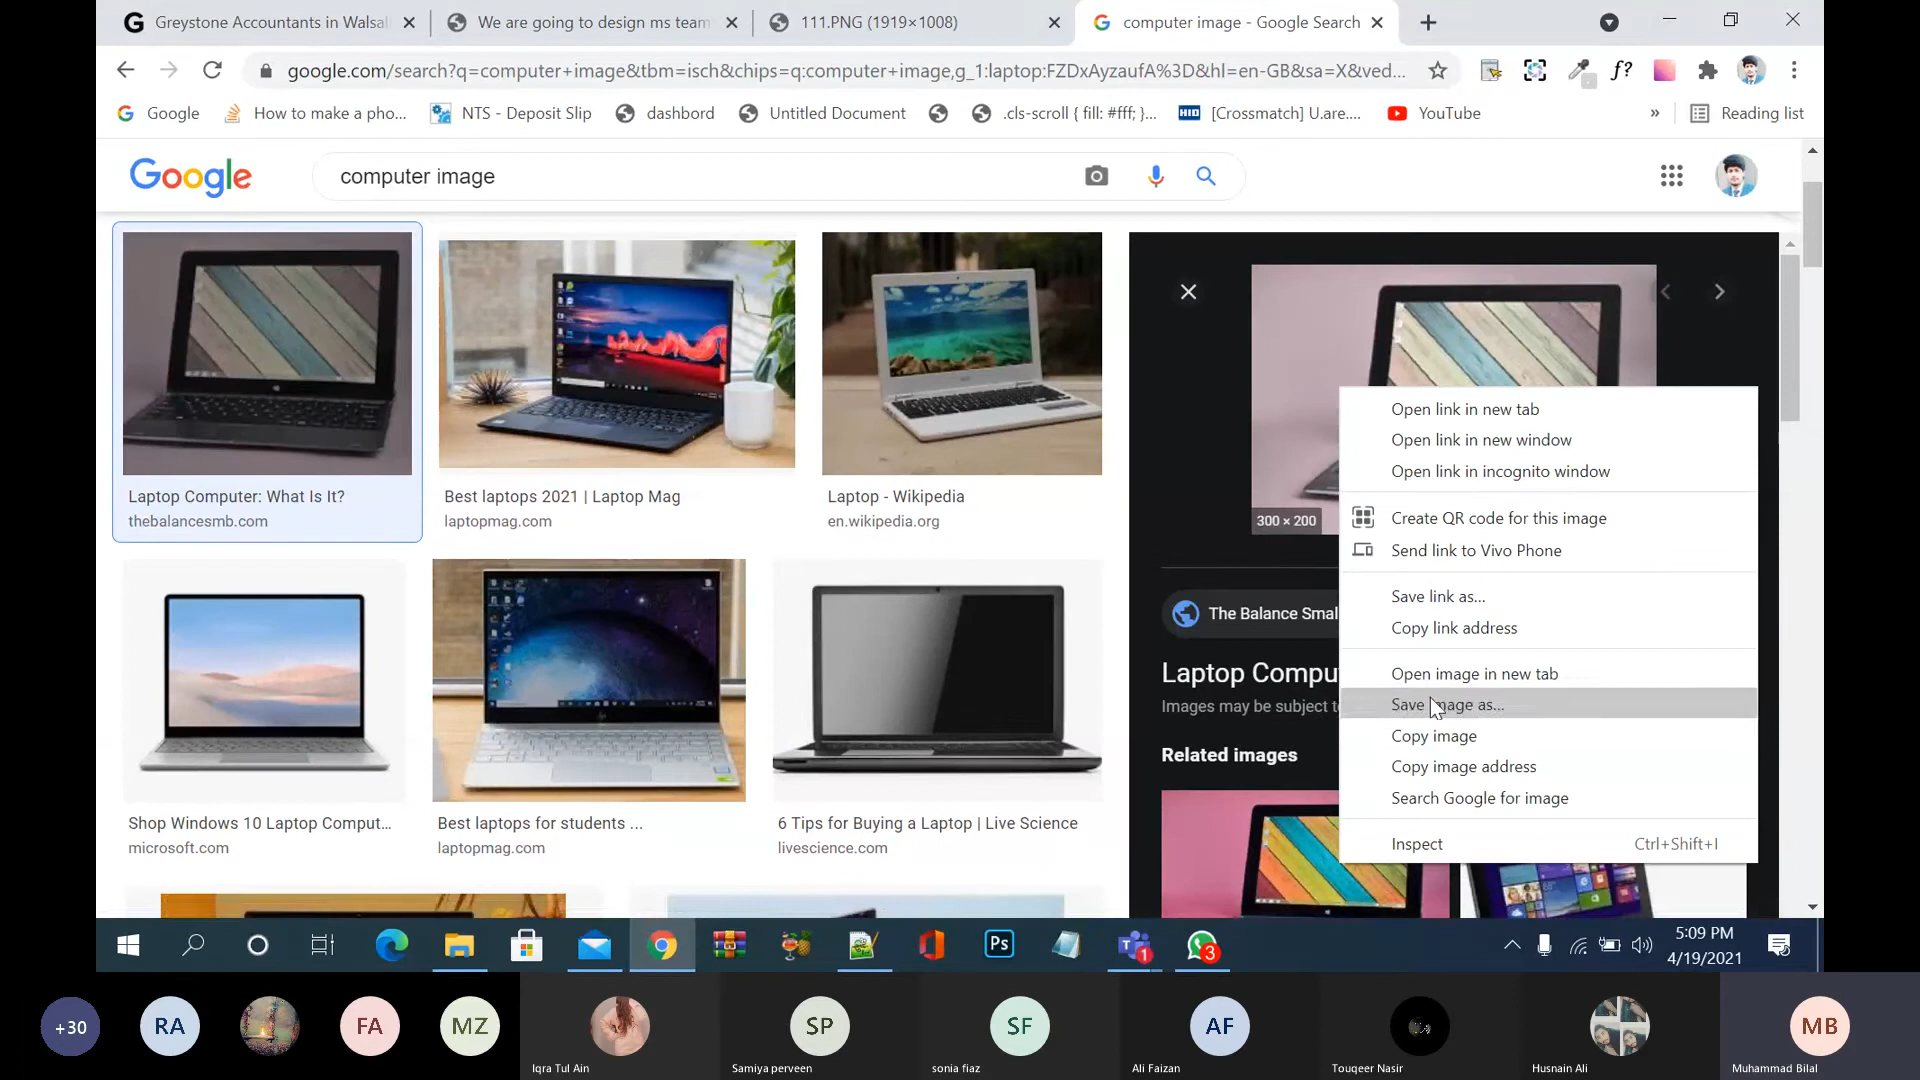 Greystone Accountants in Walsal
We are going to design ms team
111.PNG (1919×1008)
computer image - Google Search
google.com/search?q=computer+image&tbm=isch&chips=q:computer+image,g_1:laptop:FZDxAyzaufA%3D&hl=en-GB&sa=X&ved...
f?
Google
How to make a pho...
NTS - Deposit Slip
dashbord
Untitled Document
.cls-scroll { fill: #fff; }...
HID
[Crossmatch] U.are....
YouTube
»
Reading list
Google
computer image
Laptop Computer: What Is It?
thebalancesmb.com
Best laptops 2021 | Laptop Mag
laptopmag.com
Laptop - Wikipedia
en.wikipedia.org
Shop Windows 10 Laptop Comput...
microsoft.com
Best laptops for students ...
laptopmag.com
6 Tips for Buying a Laptop | Live Science
livescience.com
300 × 200
The Balance Smal
Laptop Compu
Images may be subject t
Related images
Open link in new tab
Open link in new window
Open link in incognito window
Create QR code for this image
Send link to Vivo Phone
Save link as...
Copy link address
Open image in new tab
Save image as...
Copy image
Copy image address
Search Google for image
Inspect
Ctrl+Shift+I
Ps
1
3
5:09 PM
4/19/2021
+30
RA
FA
MZ
SP
SF
AF
MB
Iqra Tul Ain
Samiya perveen
sonia fiaz
Ali Faizan
Touqeer Nasir
Husnain Ali
Muhammad Bilal